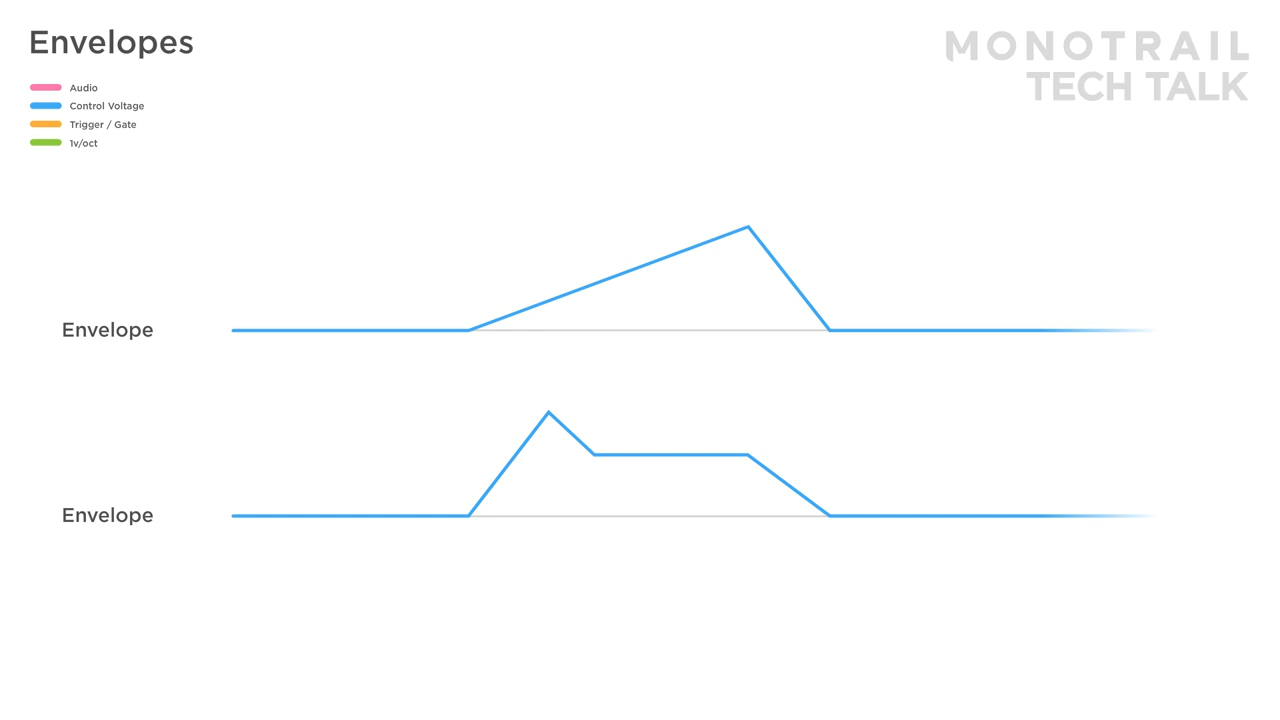 Envelopes
MONOTRAIL
TECH TALK
Audio
Control Voltage
Trigger / Gate
1v/oct
Envelope
Envelope